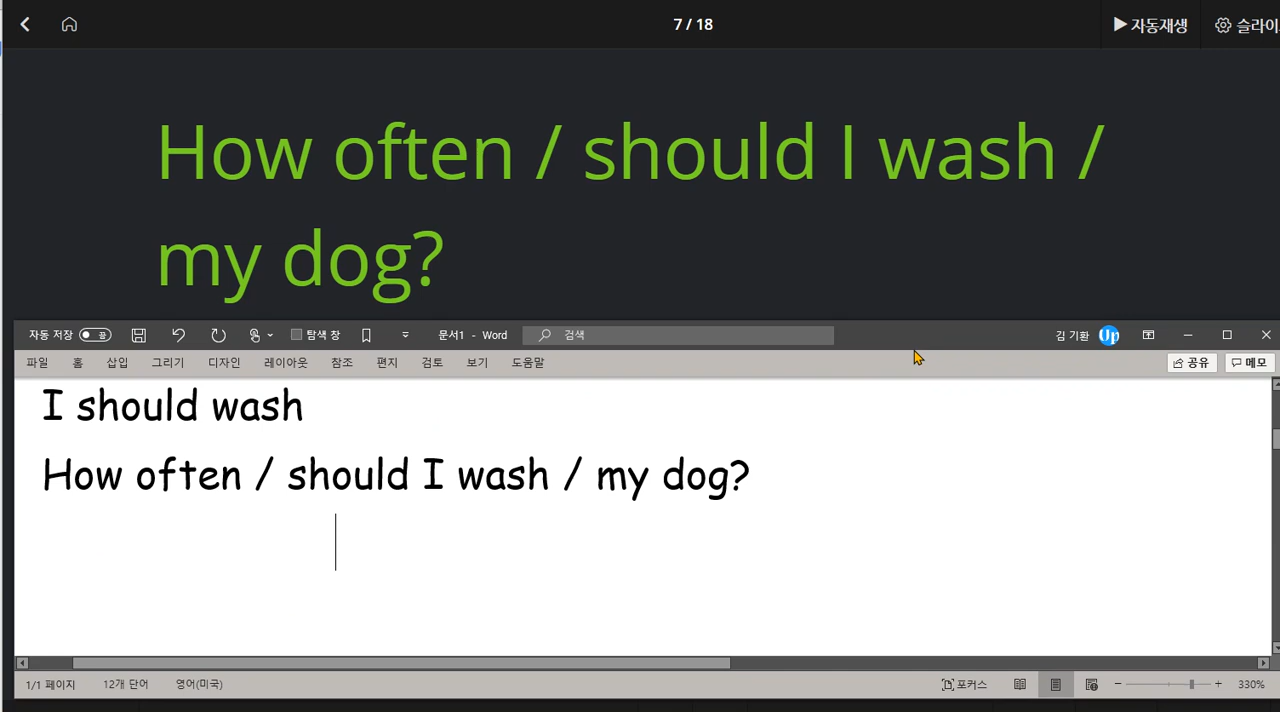 7 / 18
▶ 자동재생
슬라이
How often / should I wash /
my dog?
자동 저장 끔
탐색 창
문서1 - Word
검색
김 기환
Up
파일 홈 삽입 그리기 디자인 레이아웃 참조 편지 검토 보기 도움말
공유
메모
I should wash
How often / should I wash / my dog?
1/1 페이지 12개 단어 영어(미국)
포커스
330%